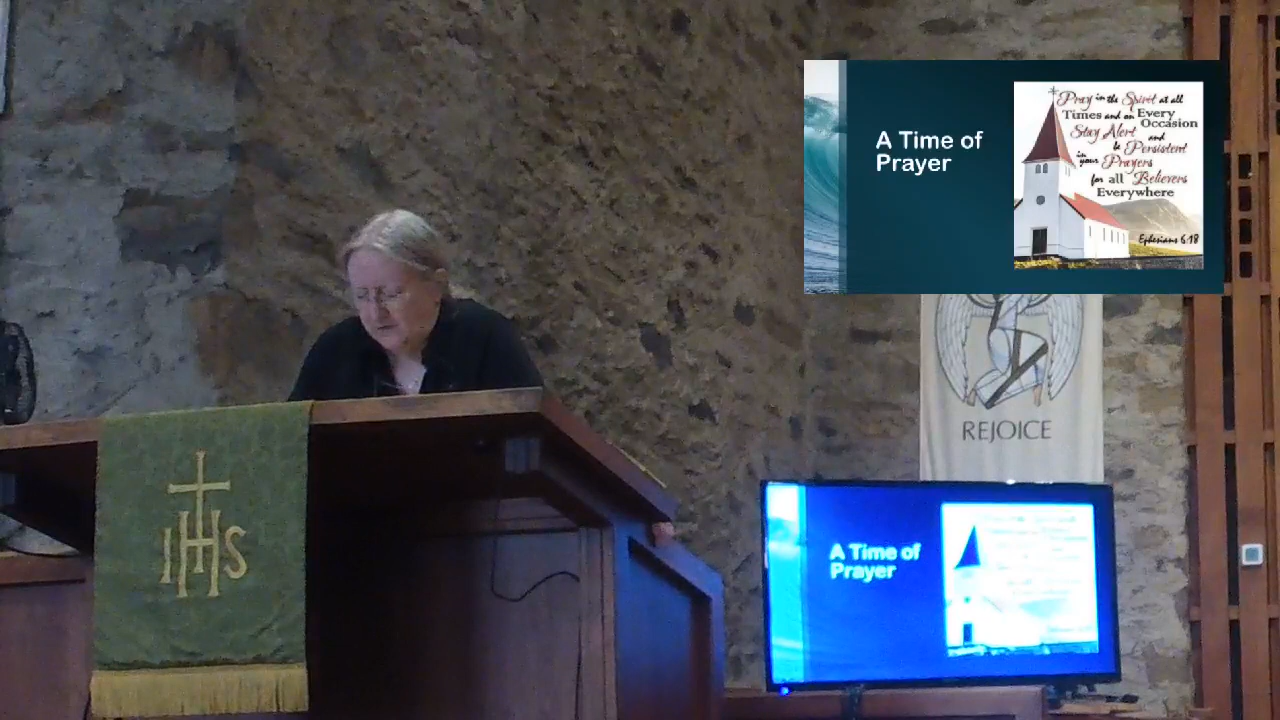 A Time of
Prayer
Pray in the Spirit at all
Times and on Every
Occasion
Stay Alert and
be Persistent
in your Prayers
for all Believers
Everywhere
Ephesians 6:18
REJOICE
IHS
A Time of
Prayer